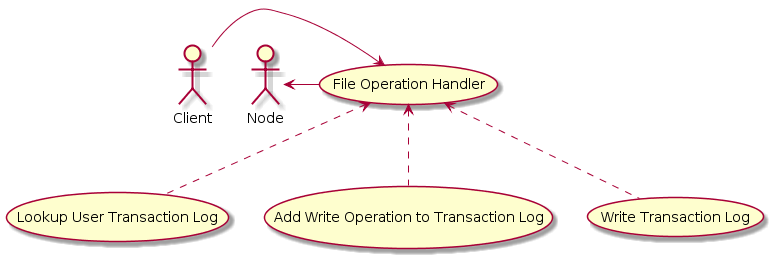 File Operation Handler
Client
Node
Lookup User Transaction Log
Add Write Operation to Transaction Log
Write Transaction Log